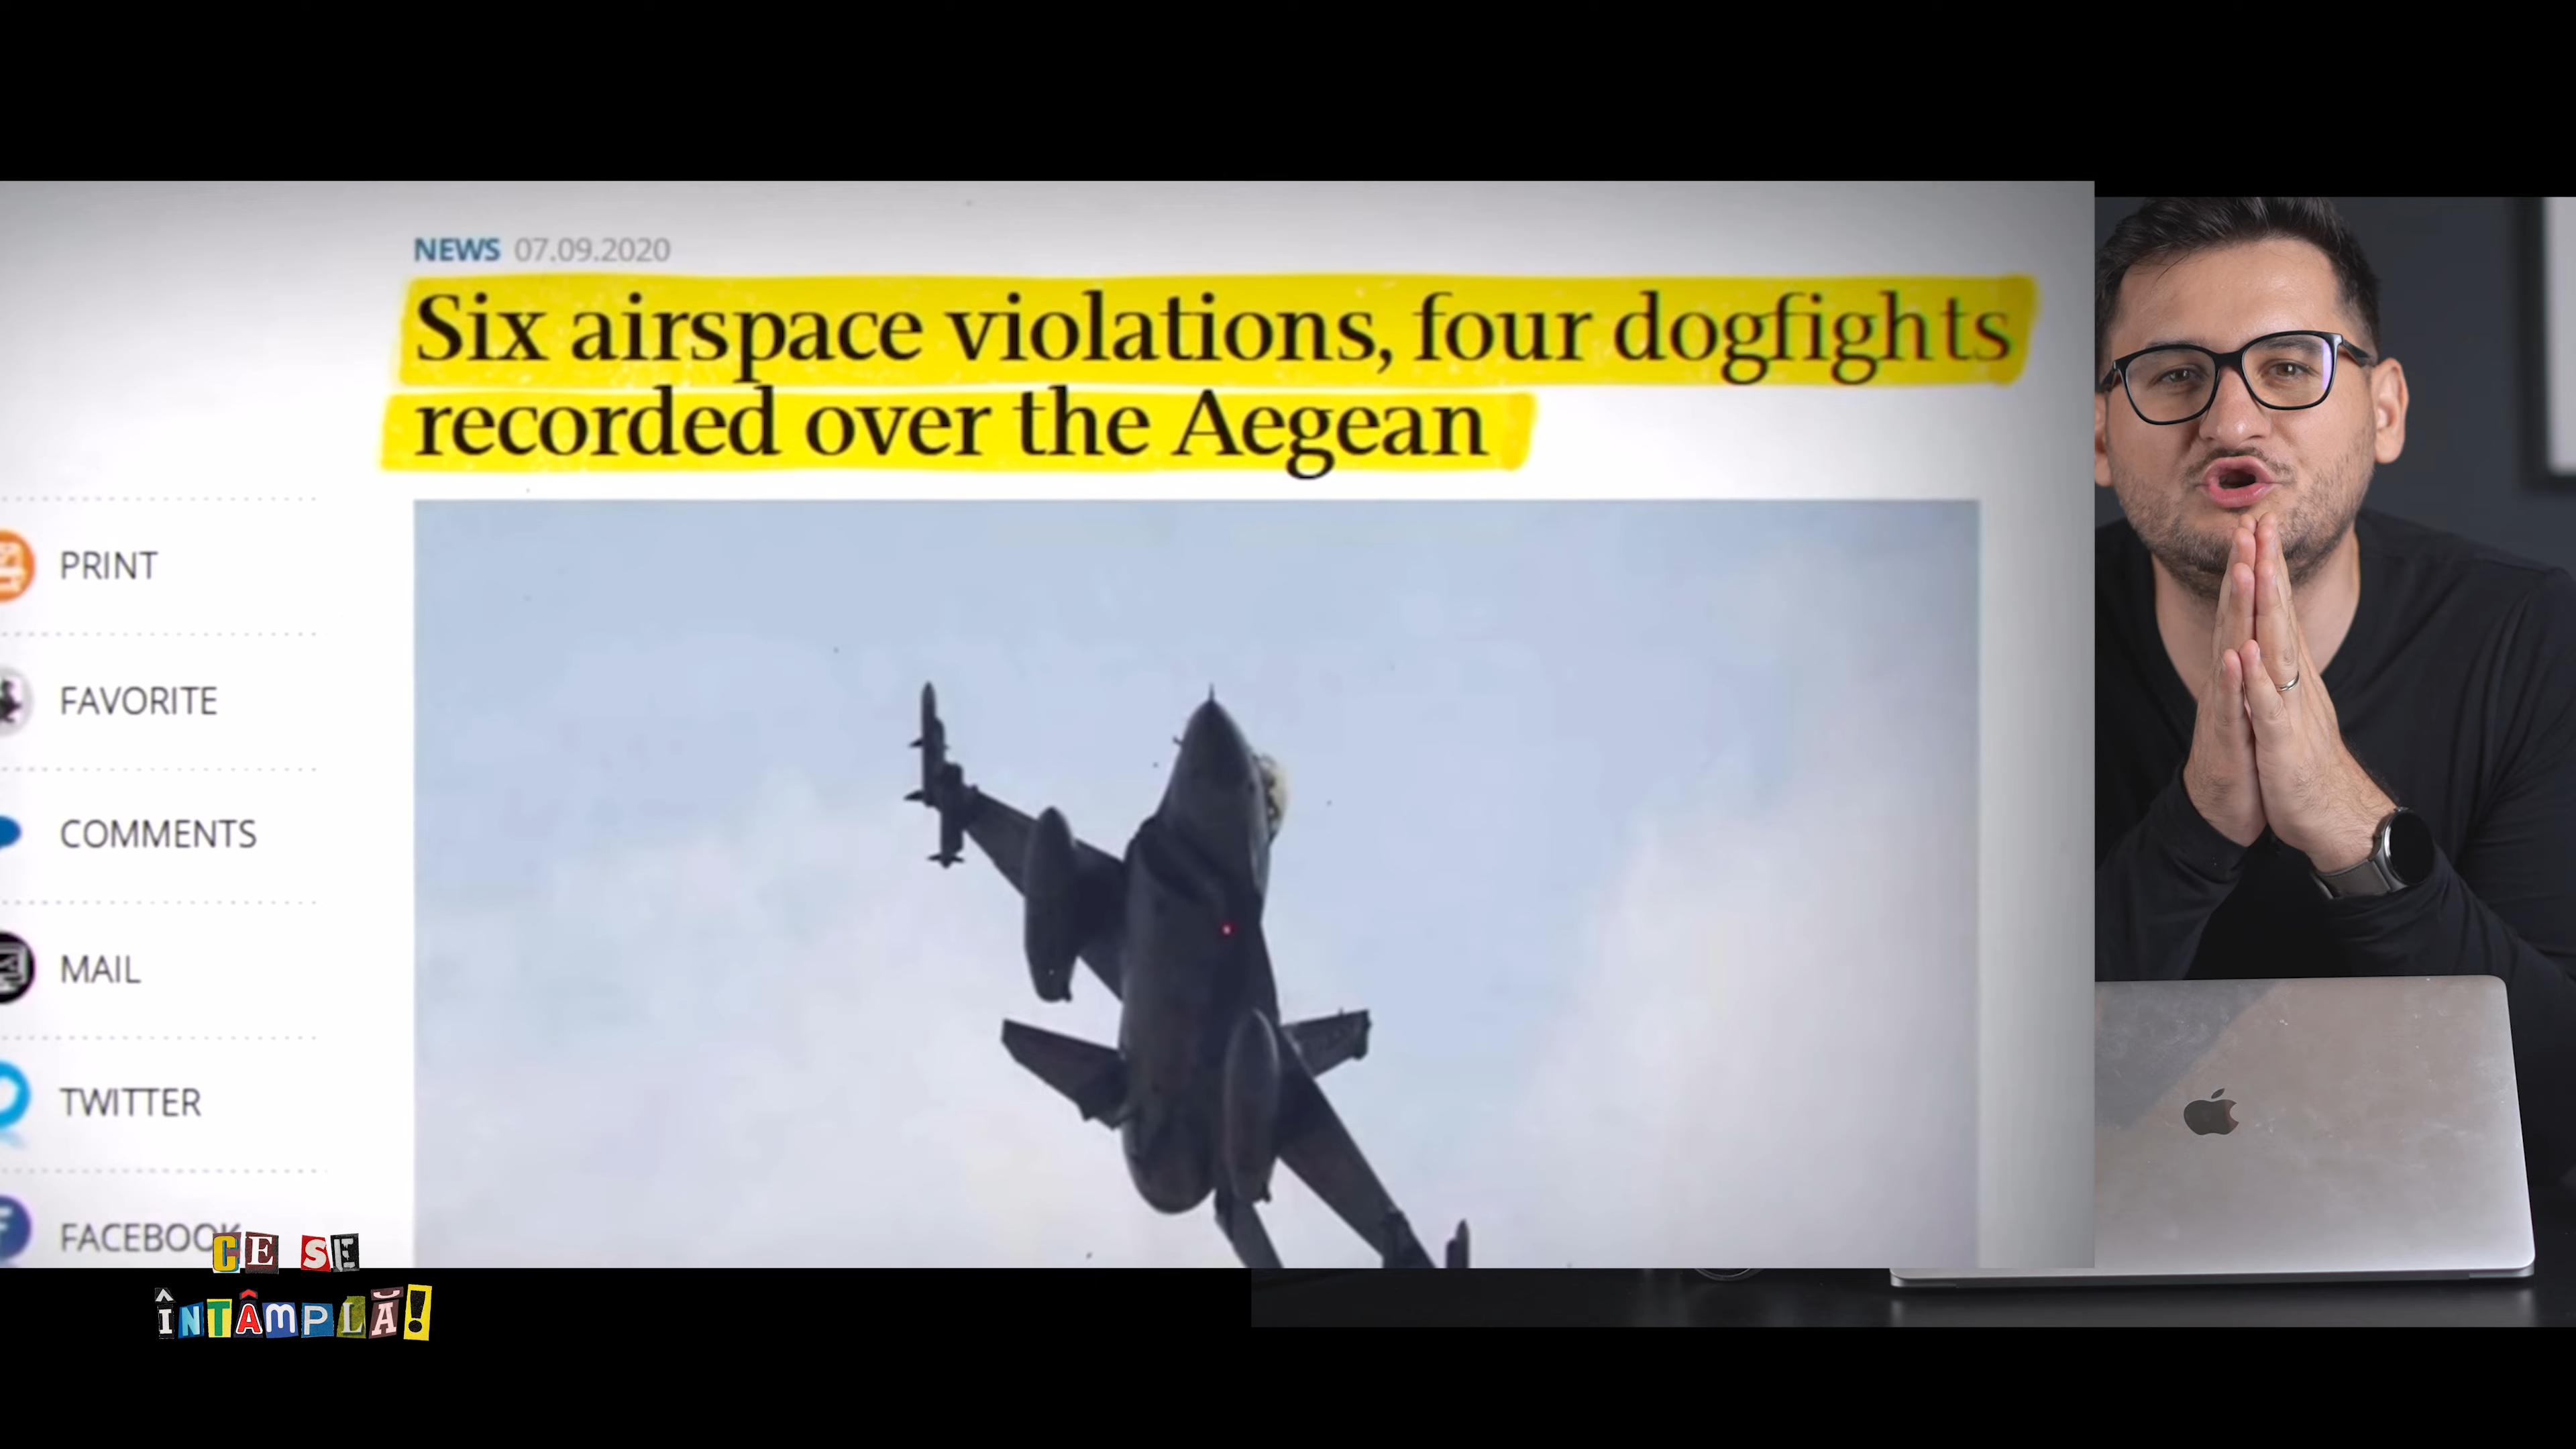 NEWS 07.09.2020
Six airspace violations, four dogfights
recorded over the Aegean
PRINT
FAVORITE
COMMENTS
MAIL
TWITTER
FACEBOOK
CE SE
ÎNTÂMPLĂ!